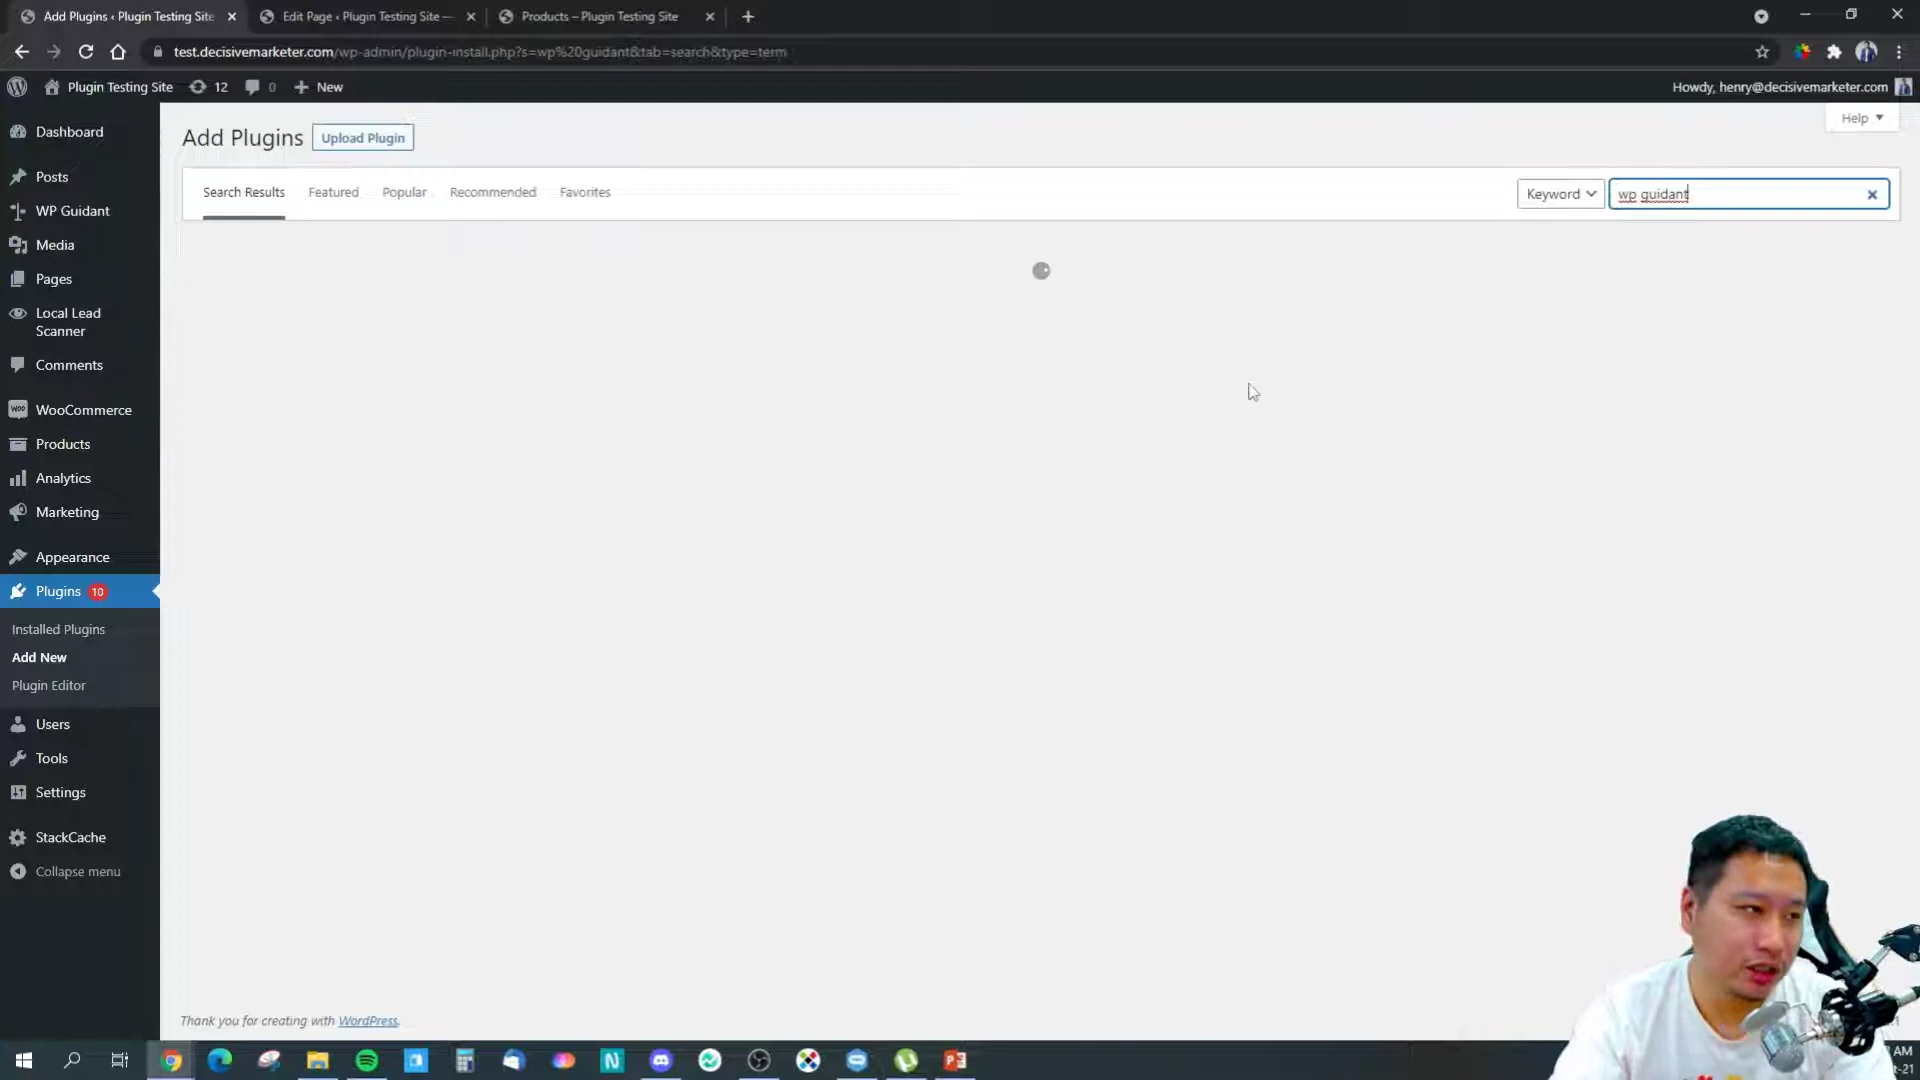 Add Plugins ‹ Plugin Testing Site
Edit Page ‹ Plugin Testing Site —
Products – Plugin Testing Site
test.decisivemarketer.com/wp-admin/plugin-install.php?s=wp%20guidant&tab=search&type=term
Plugin Testing Site 12 0 New
Howdy, henry@decisivemarketer.com
Help
Dashboard
Posts
WP Guidant
Media
Pages
Local Lead
Scanner
Comments
WooCommerce
Products
Analytics
Marketing
Appearance
Plugins 10
Installed Plugins
Add New
Plugin Editor
Users
Tools
Settings
StackCache
Collapse menu
Add Plugins Upload Plugin
Search Results Featured Popular Recommended Favorites
Keyword wp guidant
Thank you for creating with WordPress.
AM